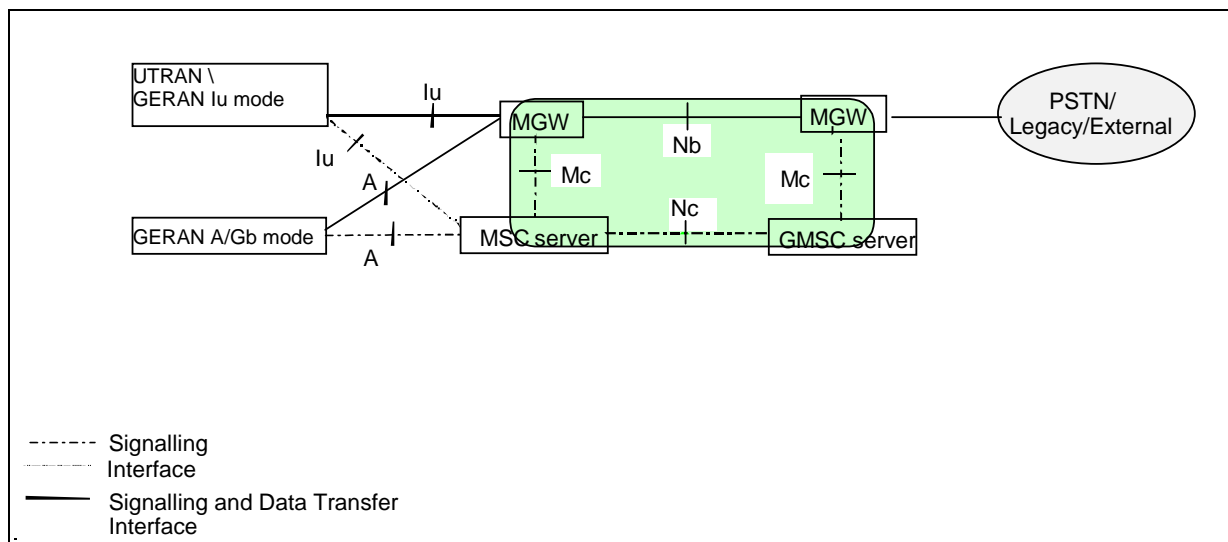 UTRAN \
GERAN Iu mode
Iu
MGW
Nb
MGW
PSTN/
Legacy/External
Iu
A
Mc
Mc
GERAN A/Gb mode
A
MSC server
Nc
GMSC server
Signalling
Interface
Signalling and Data Transfer
Interface